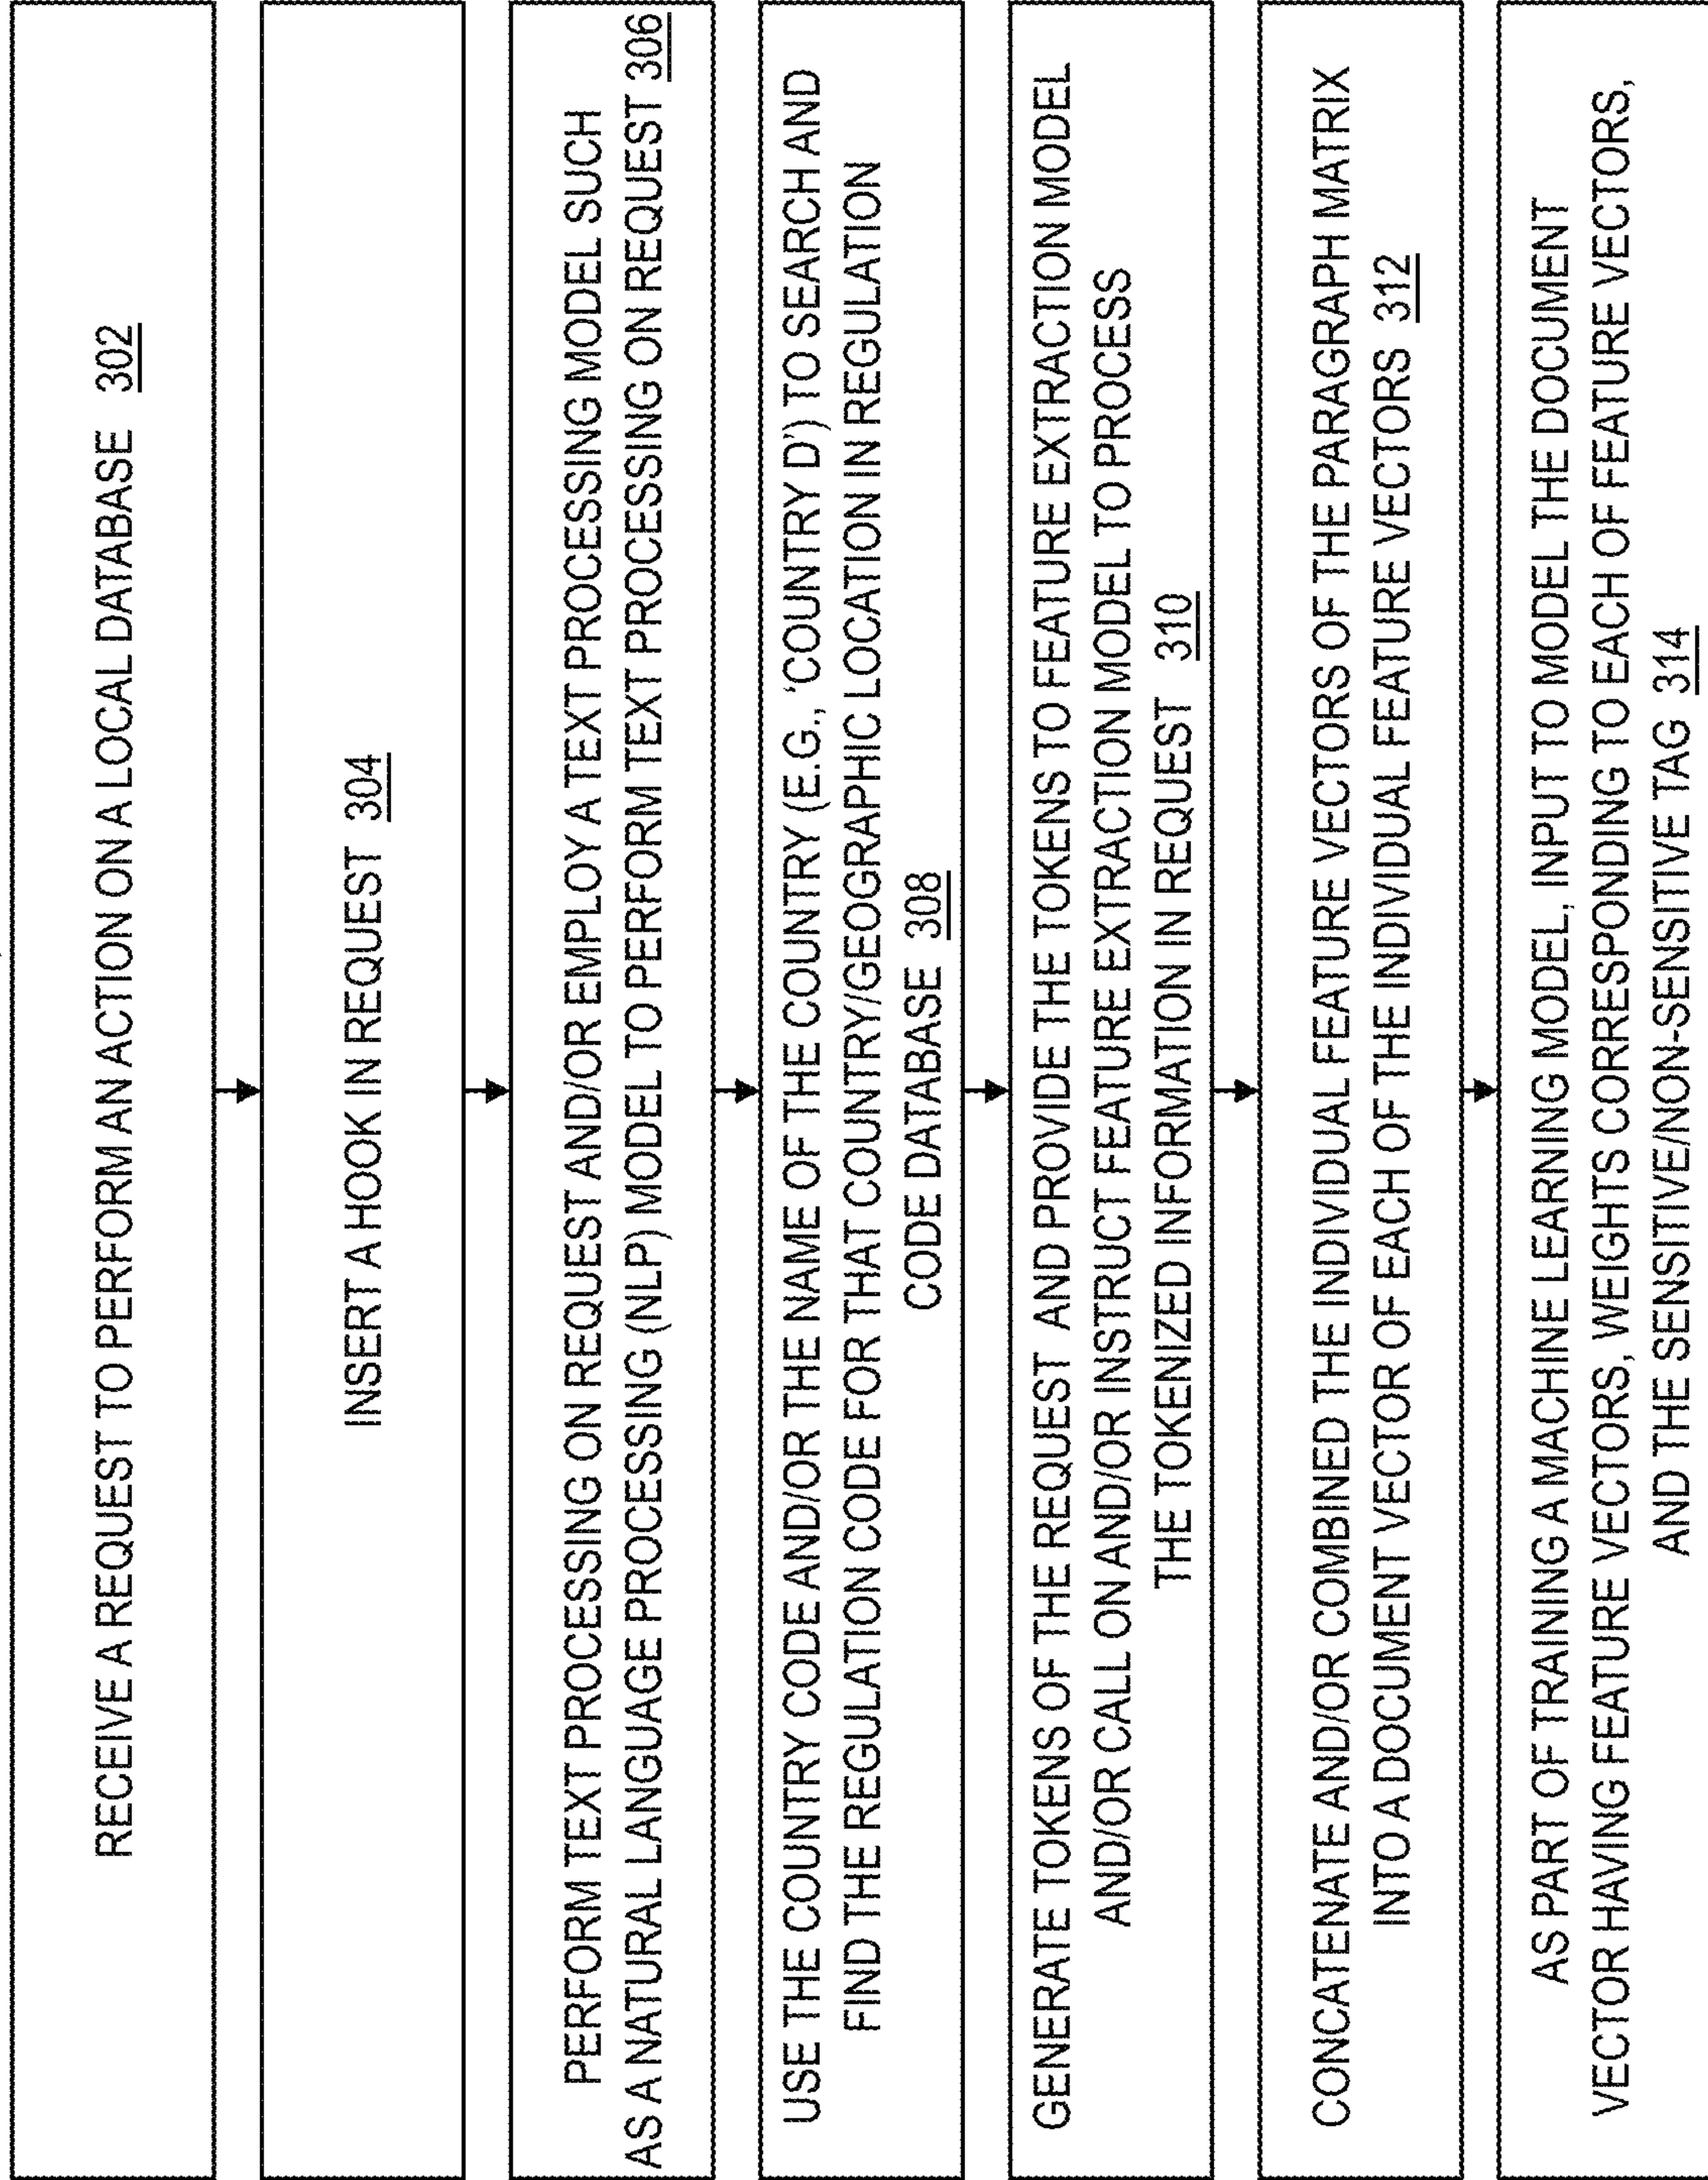 RECEIVE A REQUEST TO PERFORM AN ACTION ON A LOCAL DATABASE 302
INSERT A HOOK IN REQUEST 304
PERFORM TEXT PROCESSING ON REQUEST AND/OR EMPLOY A TEXT PROCESSING MODEL SUCH
AS A NATURAL LANGUAGE PROCESSING (NLP) MODEL TO PERFORM TEXT PROCESSING ON REQUEST 306
USE THE COUNTRY CODE AND/OR THE NAME OF THE COUNTRY (E.G., 'COUNTRY D') TO SEARCH AND
FIND THE REGULATION CODE FOR THAT COUNTRY/GEOGRAPHIC LOCATION IN REGULATION
CODE DATABASE 308
GENERATE TOKENS OF THE REQUEST AND PROVIDE THE TOKENS TO FEATURE EXTRACTION MODEL
AND/OR CALL ON AND/OR INSTRUCT FEATURE EXTRACTION MODEL TO PROCESS
THE TOKENIZED INFORMATION IN REQUEST 310
CONCATENATE AND/OR COMBINED THE INDIVIDUAL FEATURE VECTORS OF THE PARAGRAPH MATRIX
INTO A DOCUMENT VECTOR OF EACH OF THE INDIVIDUAL FEATURE VECTORS 312
AS PART OF TRAINING A MACHINE LEARNING MODEL, INPUT TO MODEL THE DOCUMENT
VECTOR HAVING FEATURE VECTORS, WEIGHTS CORRESPONDING TO EACH OF FEATURE VECTORS,
AND THE SENSITIVE/NON-SENSITIVE TAG 314